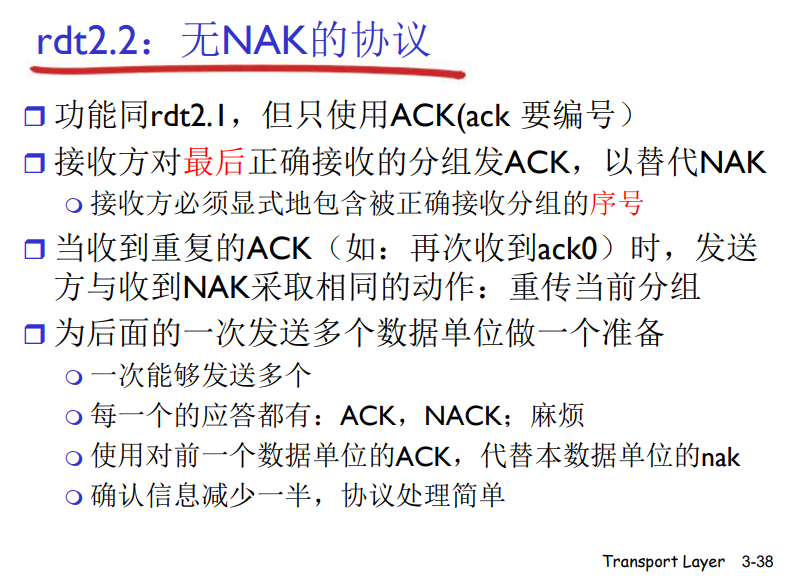 rdt2.2：无NAK的协议
功能同rdt2.1，但只使用ACK(ack 要编号）
接收方对最后正确接收的分组发ACK，以替代NAK
接收方必须显式地包含被正确接收分组的序号
当收到重复的ACK（如：再次收到ack0）时，发送
方与收到NAK采取相同的动作：重传当前分组
为后面的一次发送多个数据单位做一个准备
一次能够发送多个
每一个的应答都有：ACK，NACK；麻烦
使用对前一个数据单位的ACK，代替本数据单位的nak
确认信息减少一半，协议处理简单
Transport Layer 3-38